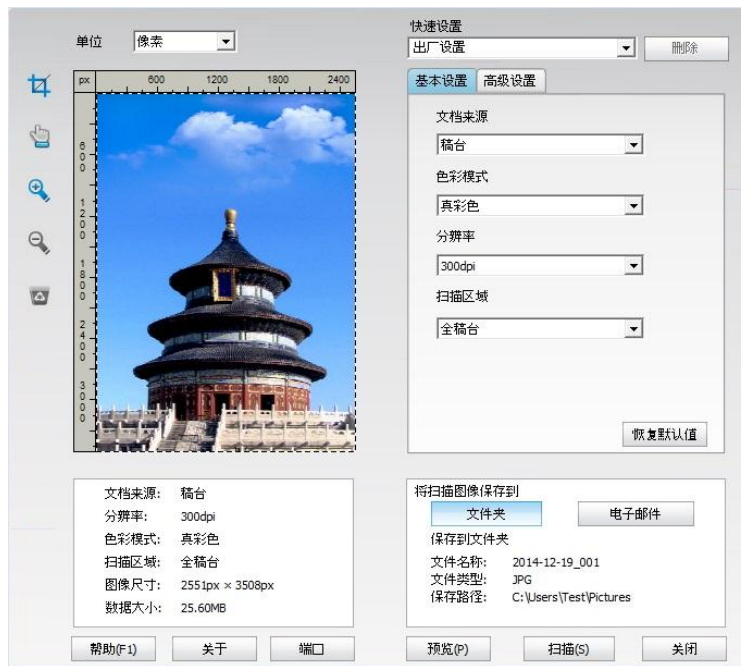 单位 像素
快速设置
出厂设置 删除
px 600 1200 1800 2400
600
1200
1800
2400
3000
基本设置 高级设置
文档来源
稿台
色彩模式
真彩色
分辨率
300dpi
扫描区域
全稿台
恢复默认值
文档来源: 稿台
分辨率: 300dpi
色彩模式: 真彩色
扫描区域: 全稿台
图像尺寸: 2551px × 3508px
数据大小: 25.60MB
将扫描图像保存到
文件夹 电子邮件
保存到文件夹
文件名称: 2014-12-19_001
文件类型: JPG
保存路径: C:\Users\Test\Pictures
帮助(F1) 关于 端口 预览(P) 扫描(S) 关闭